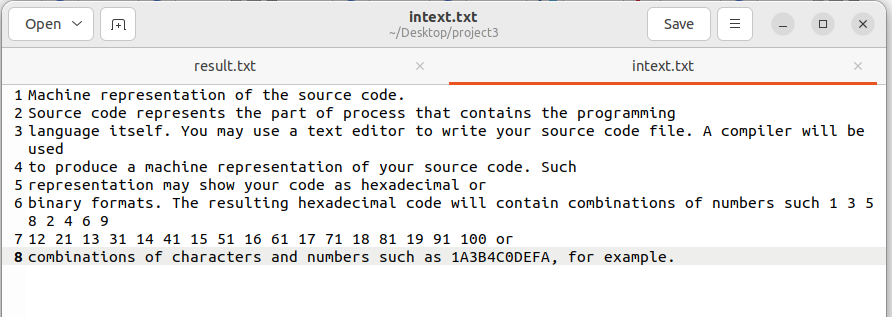 Open
intext.txt
~/Desktop/project3
Save
result.txt
intext.txt
1 Machine representation of the source code.
2 Source code represents the part of process that contains the programming
3 language itself. You may use a text editor to write your source code file. A compiler will be
used
4 to produce a machine representation of your source code. Such
5 representation may show your code as hexadecimal or
6 binary formats. The resulting hexadecimal code will contain combinations of numbers such 1 3 5
8 2 4 6 9
7 12 21 13 31 14 41 15 51 16 61 17 71 18 81 19 91 100 or
8 combinations of characters and numbers such as 1A3B4C0DEFA, for example.